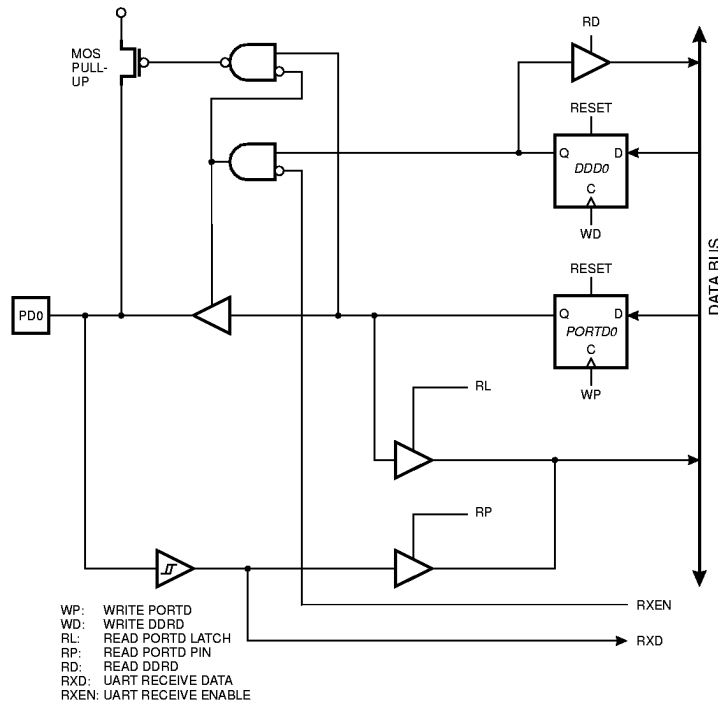 RD
MOS
PULL-
UP
RESET
Q D
DDD0
C
WD
DATA BUS
RESET
PD0
Q D
PORTD0
C
WP
RL
RP
RXEN
WP: WRITE PORTD
WD: WRITE DDRD
RL: READ PORTD LATCH
RXD
RP: READ PORTD PIN
RD: READ DDRD
RXD: UART RECEIVE DATA
RXEN: UART RECEIVE ENABLE